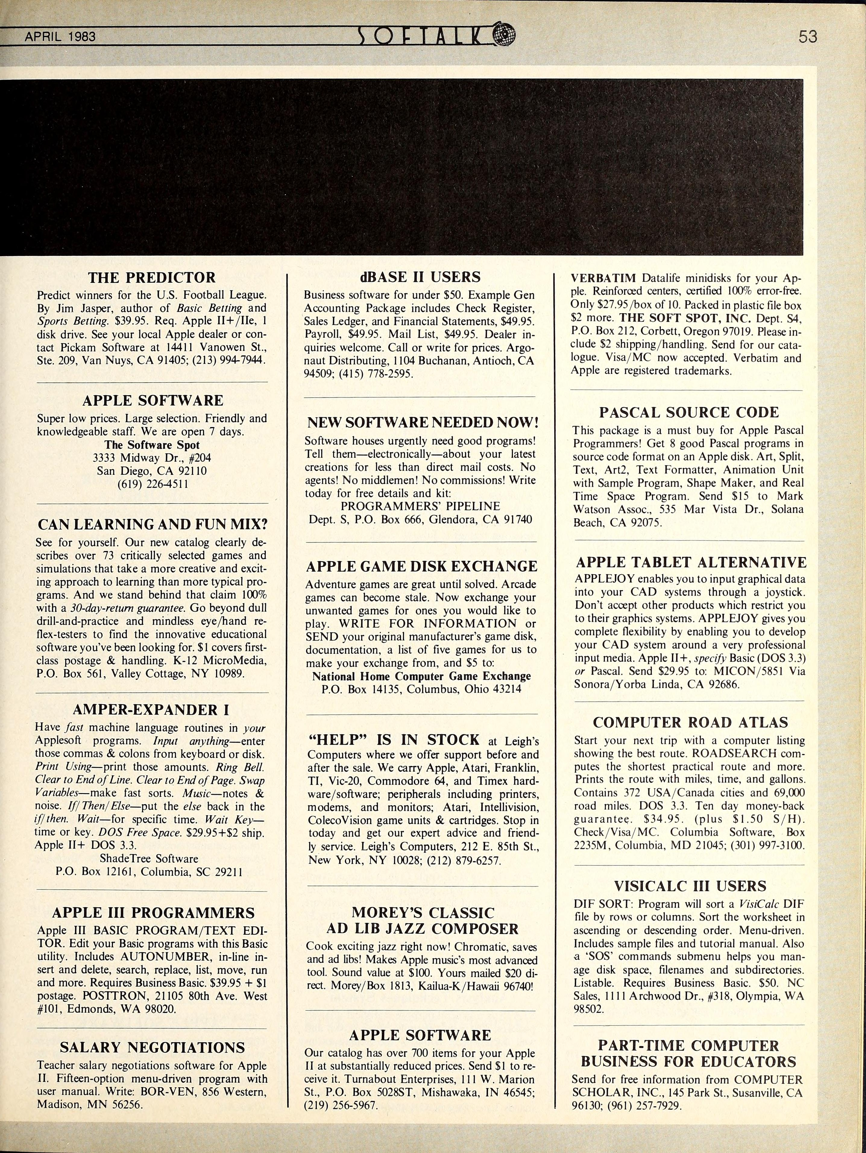 APRIL 1983
SOFTALK
53
THE PREDICTOR
Predict winners for the U.S. Football League.
By Jim Jasper, author of Basic Betting and
Sports Betting. $39.95. Req. Apple II+/IIe, 1
disk drive. See your local Apple dealer or con-
tact Pickam Software at 14411 Vanowen St.,
Ste. 209, Van Nuys, CA 91405; (213) 994-7944.
APPLE SOFTWARE
Super low prices. Large selection. Friendly and
knowledgeable staff. We are open 7 days.
The Software Spot
3333 Midway Dr., #204
San Diego, CA 92110
(619) 226-4511
CAN LEARNING AND FUN MIX?
See for yourself. Our new catalog clearly de-
scribes over 73 critically selected games and
simulations that take a more creative and excit-
ing approach to learning than more typical pro-
grams. And we stand behind that claim 100%
with a 30-day-return guarantee. Go beyond dull
drill-and-practice and mindless eye/hand re-
flex-testers to find the innovative educational
software you've been looking for. $1 covers first-
class postage & handling. K-12 MicroMedia,
P.O. Box 561, Valley Cottage, NY 10989.
AMPER-EXPANDER I
Have fast machine language routines in your
Applesoft programs. Input anything—enter
those commas & colons from keyboard or disk.
Print Using—print those amounts. Ring Bell.
Clear to End of Line. Clear to End of Page. Swap
Variables—make fast sorts. Music—notes &
noise. If/Then/Else—put the else back in the
if/then. Wait—for specific time. Wait Key—
time or key. DOS Free Space. $29.95+$2 ship.
Apple II+ DOS 3.3.
ShadeTree Software
P.O. Box 12161, Columbia, SC 29211
APPLE III PROGRAMMERS
Apple III BASIC PROGRAM/TEXT EDI-
TOR. Edit your Basic programs with this Basic
utility. Includes AUTONUMBER, in-line in-
sert and delete, search, replace, list, move, run
and more. Requires Business Basic. $39.95 + $1
postage. POSTTRON, 21105 80th Ave. West
#101, Edmonds, WA 98020.
SALARY NEGOTIATIONS
Teacher salary negotiations software for Apple
II. Fifteen-option menu-driven program with
user manual. Write: BOR-VEN, 856 Western,
Madison, MN 56256.
dBASE II USERS
Business software for under $50. Example Gen
Accounting Package includes Check Register,
Sales Ledger, and Financial Statements, $49.95.
Payroll, $49.95. Mail List, $49.95. Dealer in-
quiries welcome. Call or write for prices. Argo-
naut Distributing, 1104 Buchanan, Antioch, CA
94509; (415) 778-2595.
NEW SOFTWARE NEEDED NOW!
Software houses urgently need good programs!
Tell them—electronically—about your latest
creations for less than direct mail costs. No
agents! No middlemen! No commissions! Write
today for free details and kit:
PROGRAMMERS' PIPELINE
Dept. S, P.O. Box 666, Glendora, CA 91740
APPLE GAME DISK EXCHANGE
Adventure games are great until solved. Arcade
games can become stale. Now exchange your
unwanted games for ones you would like to
play. WRITE FOR INFORMATION or
SEND your original manufacturer's game disk,
documentation, a list of five games for us to
make your exchange from, and $5 to:
National Home Computer Game Exchange
P.O. Box 14135, Columbus, Ohio 43214
“HELP” IS IN STOCK at Leigh's
Computers where we offer support before and
after the sale. We carry Apple, Atari, Franklin,
TI, Vic-20, Commodore 64, and Timex hard-
ware/software; peripherals including printers,
modems, and monitors; Atari, Intellivision,
ColecoVision game units & cartridges. Stop in
today and get our expert advice and friend-
ly service. Leigh's Computers, 212 E. 85th St.,
New York, NY 10028; (212) 879-6257.
MOREY'S CLASSIC
AD LIB JAZZ COMPOSER
Cook exciting jazz right now! Chromatic, saves
and ad libs! Makes Apple music's most advanced
tool. Sound value at $100. Yours mailed $20 di-
rect. Morey/Box 1813, Kailua-K/Hawaii 96740!
APPLE SOFTWARE
Our catalog has over 700 items for your Apple
II at substantially reduced prices. Send $1 to re-
ceive it. Turnabout Enterprises, 111 W. Marion
St., P.O. Box 5028ST, Mishawaka, IN 46545;
(219) 256-5967.
VERBATIM Datalife minidisks for your Ap-
ple. Reinforced centers, certified 100% error-free.
Only $27.95/box of 10. Packed in plastic file box
$2 more. THE SOFT SPOT, INC. Dept. S4,
P.O. Box 212, Corbett, Oregon 97019. Please in-
clude $2 shipping/handling. Send for our cata-
logue. Visa/MC now accepted. Verbatim and
Apple are registered trademarks.
PASCAL SOURCE CODE
This package is a must buy for Apple Pascal
Programmers! Get 8 good Pascal programs in
source code format on an Apple disk. Art, Split,
Text, Art2, Text Formatter, Animation Unit
with Sample Program, Shape Maker, and Real
Time Space Program. Send $15 to Mark
Watson Assoc., 535 Mar Vista Dr., Solana
Beach, CA 92075.
APPLE TABLET ALTERNATIVE
APPLEJOY enables you to input graphical data
into your CAD systems through a joystick.
Don't accept other products which restrict you
to their graphics systems. APPLEJOY gives you
complete flexibility by enabling you to develop
your CAD system around a very professional
input media. Apple II+, specify Basic (DOS 3.3)
or Pascal. Send $29.95 to: MICON/5851 Via
Sonora/Yorba Linda, CA 92686.
COMPUTER ROAD ATLAS
Start your next trip with a computer listing
showing the best route. ROADSEARCH com-
putes the shortest practical route and more.
Prints the route with miles, time, and gallons.
Contains 372 USA/Canada cities and 69,000
road miles. DOS 3.3. Ten day money-back
guarantee. $34.95. (plus $1.50 S/H).
Check/Visa/MC. Columbia Software, Box
2235M, Columbia, MD 21045; (301) 997-3100.
VISICALC III USERS
DIF SORT: Program will sort a VisiCalc DIF
file by rows or columns. Sort the worksheet in
ascending or descending order. Menu-driven.
Includes sample files and tutorial manual. Also
a 'SOS' commands submenu helps you man-
age disk space, filenames and subdirectories.
Listable. Requires Business Basic. $50. NC
Sales, 1111 Archwood Dr., #318, Olympia, WA
98502.
PART-TIME COMPUTER
BUSINESS FOR EDUCATORS
Send for free information from COMPUTER
SCHOLAR, INC., 145 Park St., Susanville, CA
96130; (961) 257-7929.